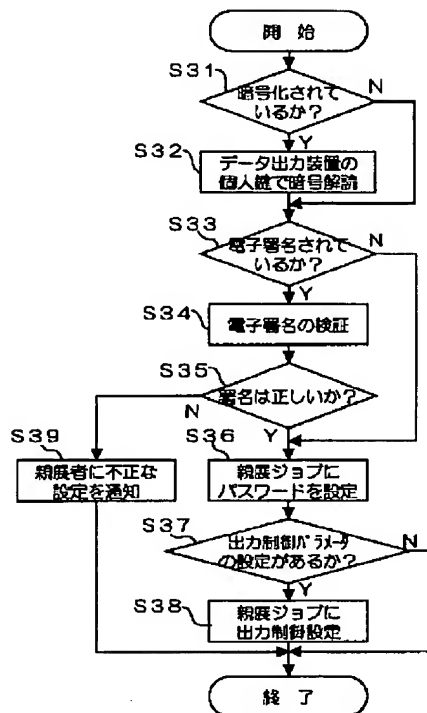 開 始
S31
暗号化されて
いるか?
N
Y
S32
データ出力装置の
個人鍵で暗号解読
S33
電子署名されて
いるか?
N
Y
S34
電子署名の検証
S35
署名は正しいか?
N
Y
S39
親展者に不正な
設定を通知
S36
親展ジョブに
パスワードを設定
S37
出力制御パラメータ
の設定があるか?
N
Y
S38
親展ジョブに
出力制御設定
終 了